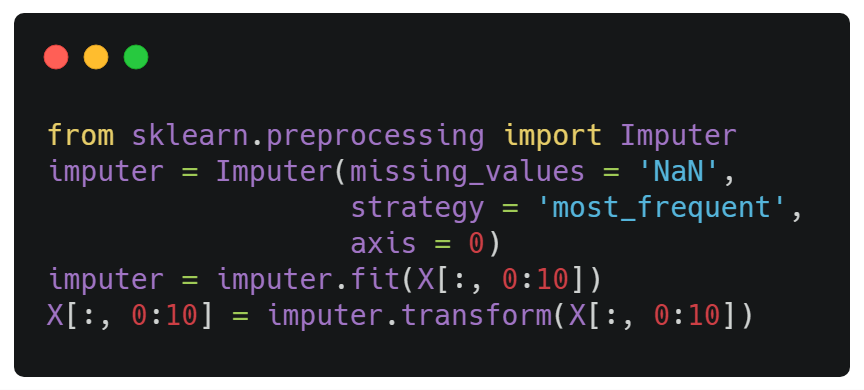 from sklearn.preprocessing import Imputer
imputer = Imputer(missing_values = 'NaN',
                  strategy = 'most_frequent',
                  axis = 0)
imputer = imputer.fit(X[:, 0:10])
X[:, 0:10] = imputer.transform(X[:, 0:10])